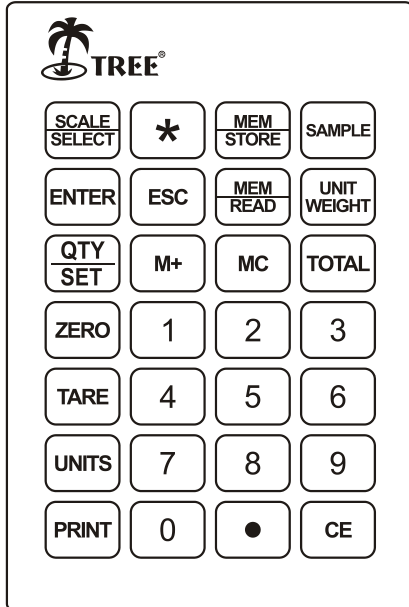 TREE®
SCALE * MEM SAMPLE
SELECT STORE
ENTER ESC MEM UNIT
READ WEIGHT
QTY M+ MC TOTAL
SET
ZERO 1 2 3
TARE 4 5 6
UNITS 7 8 9
PRINT 0 • CE